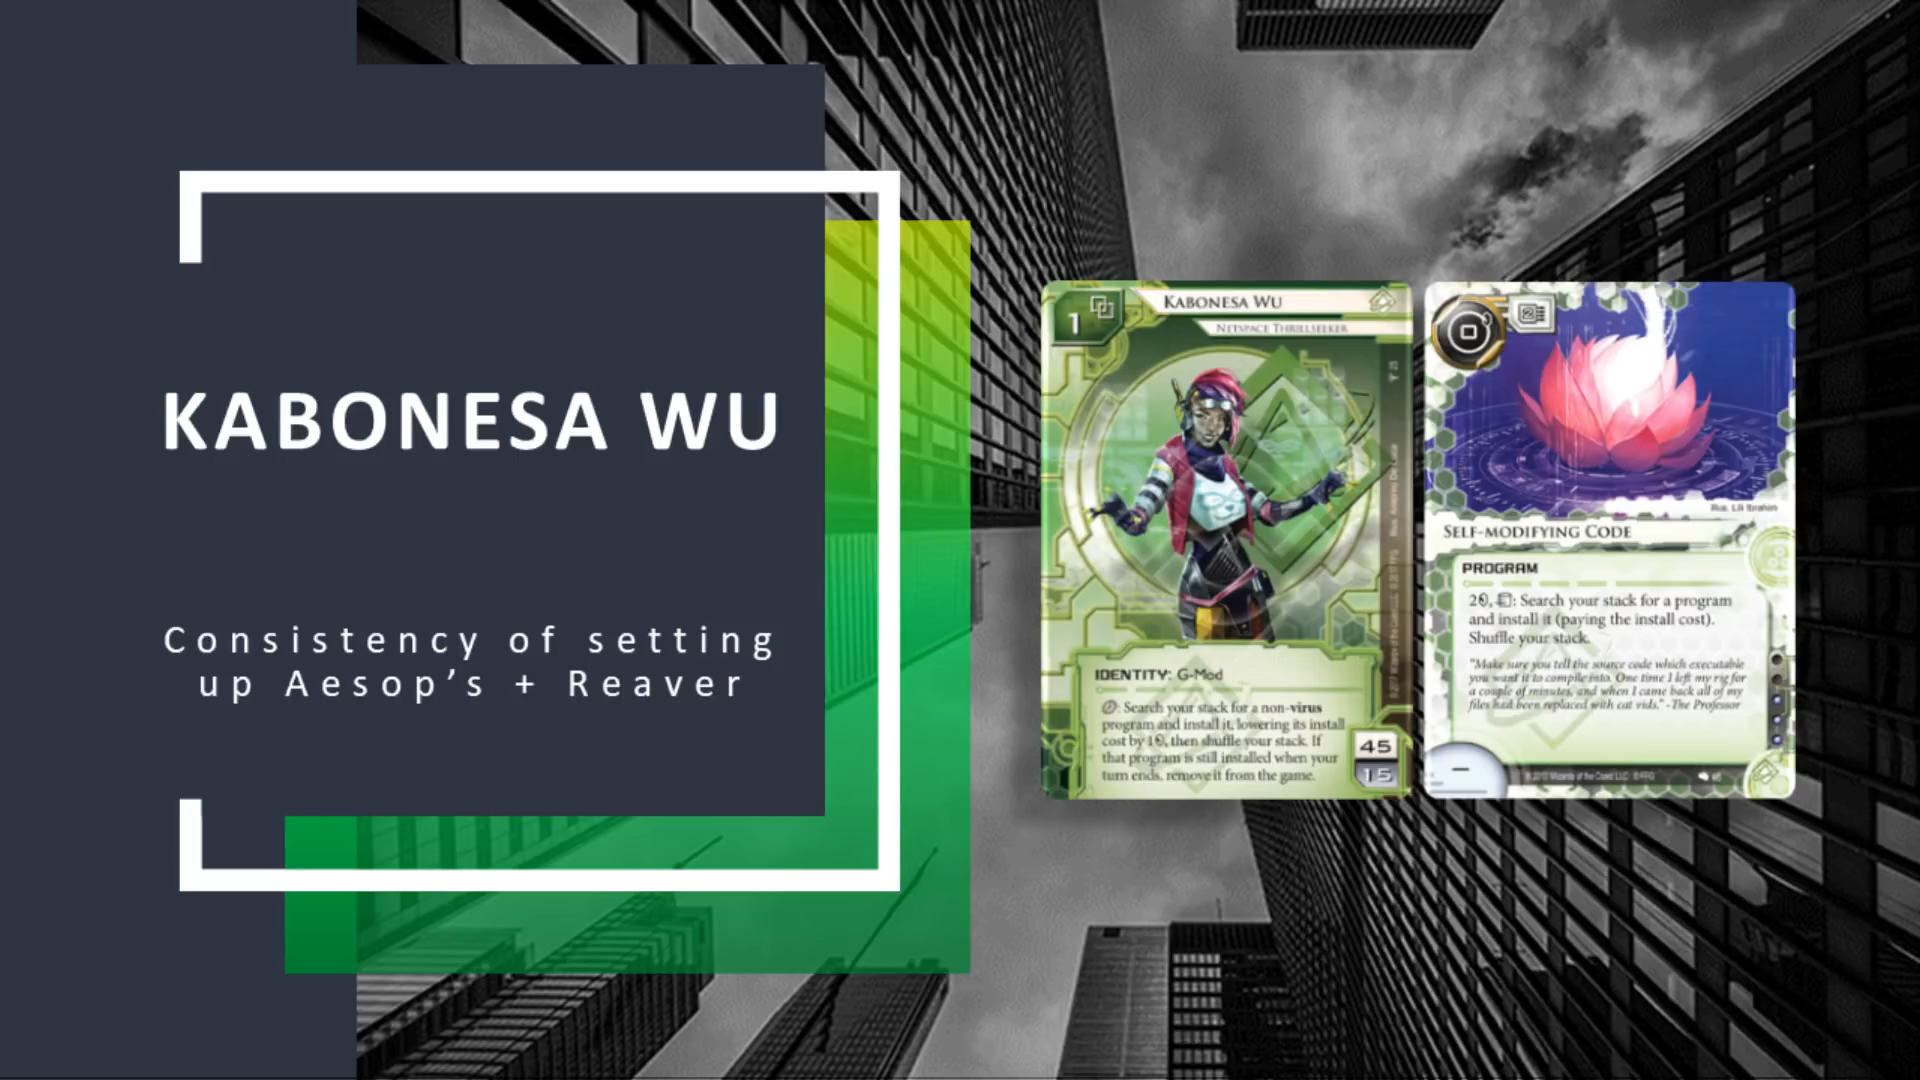 KABONESA WU
Consistency of setting
up Aesop's + Reaver
1
KABONESA WU
NETSPACE THRILLSEEKER
IDENTITY: G-Mod
: Search your stack for a non-virus
program and install it, lowering its install
cost by 1, then shuffle your stack. If
that program is still installed when your
turn ends, remove it from the game.
45
15
Illus. Lili Ibrahim
SELF-MODIFYING CODE
PROGRAM
2, : Search your stack for a program
and install it (paying the install cost).
Shuffle your stack.
"Make sure you tell the source code which executable
you want it to compile into. One time I left my rig for
a couple of minutes, and when I came back all of my
files had been replaced with cat vids." -The Professor
–